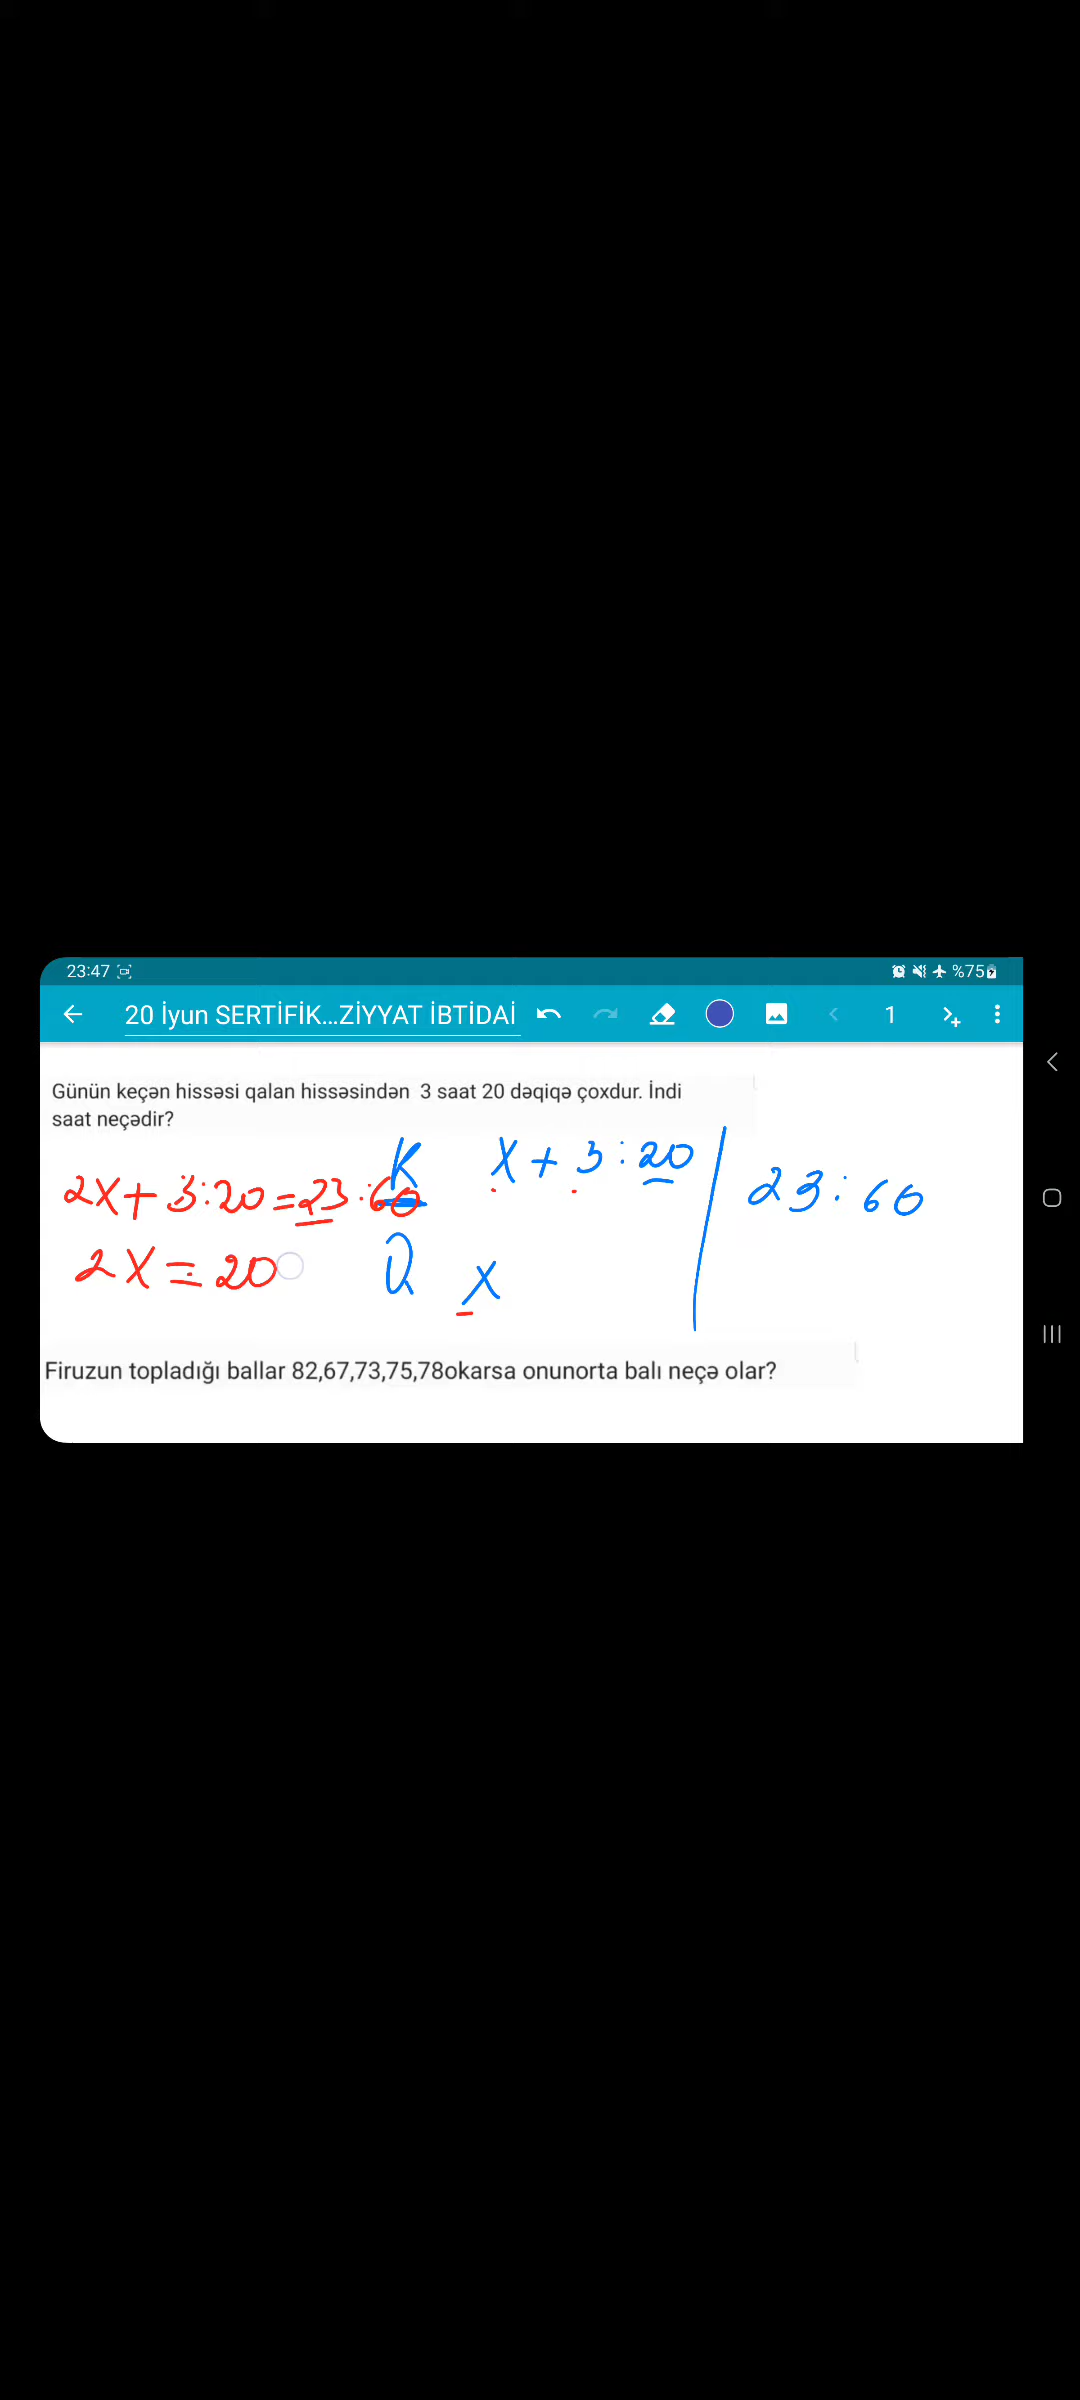 23:47 %75
20 İyun SERTİFİK...ZİYYAT İBTİDAİ 1
Günün keçən hissəsi qalan hissəsindən 3 saat 20 dəqiqə çoxdur. İndi
saat neçədir?
K X + 3:20 23:60
2X + 3:20 = 23:60
2X = 20
Q X
Firuzun topladığı ballar 82,67,73,75,78okarsa onunorta balı neçə olar?